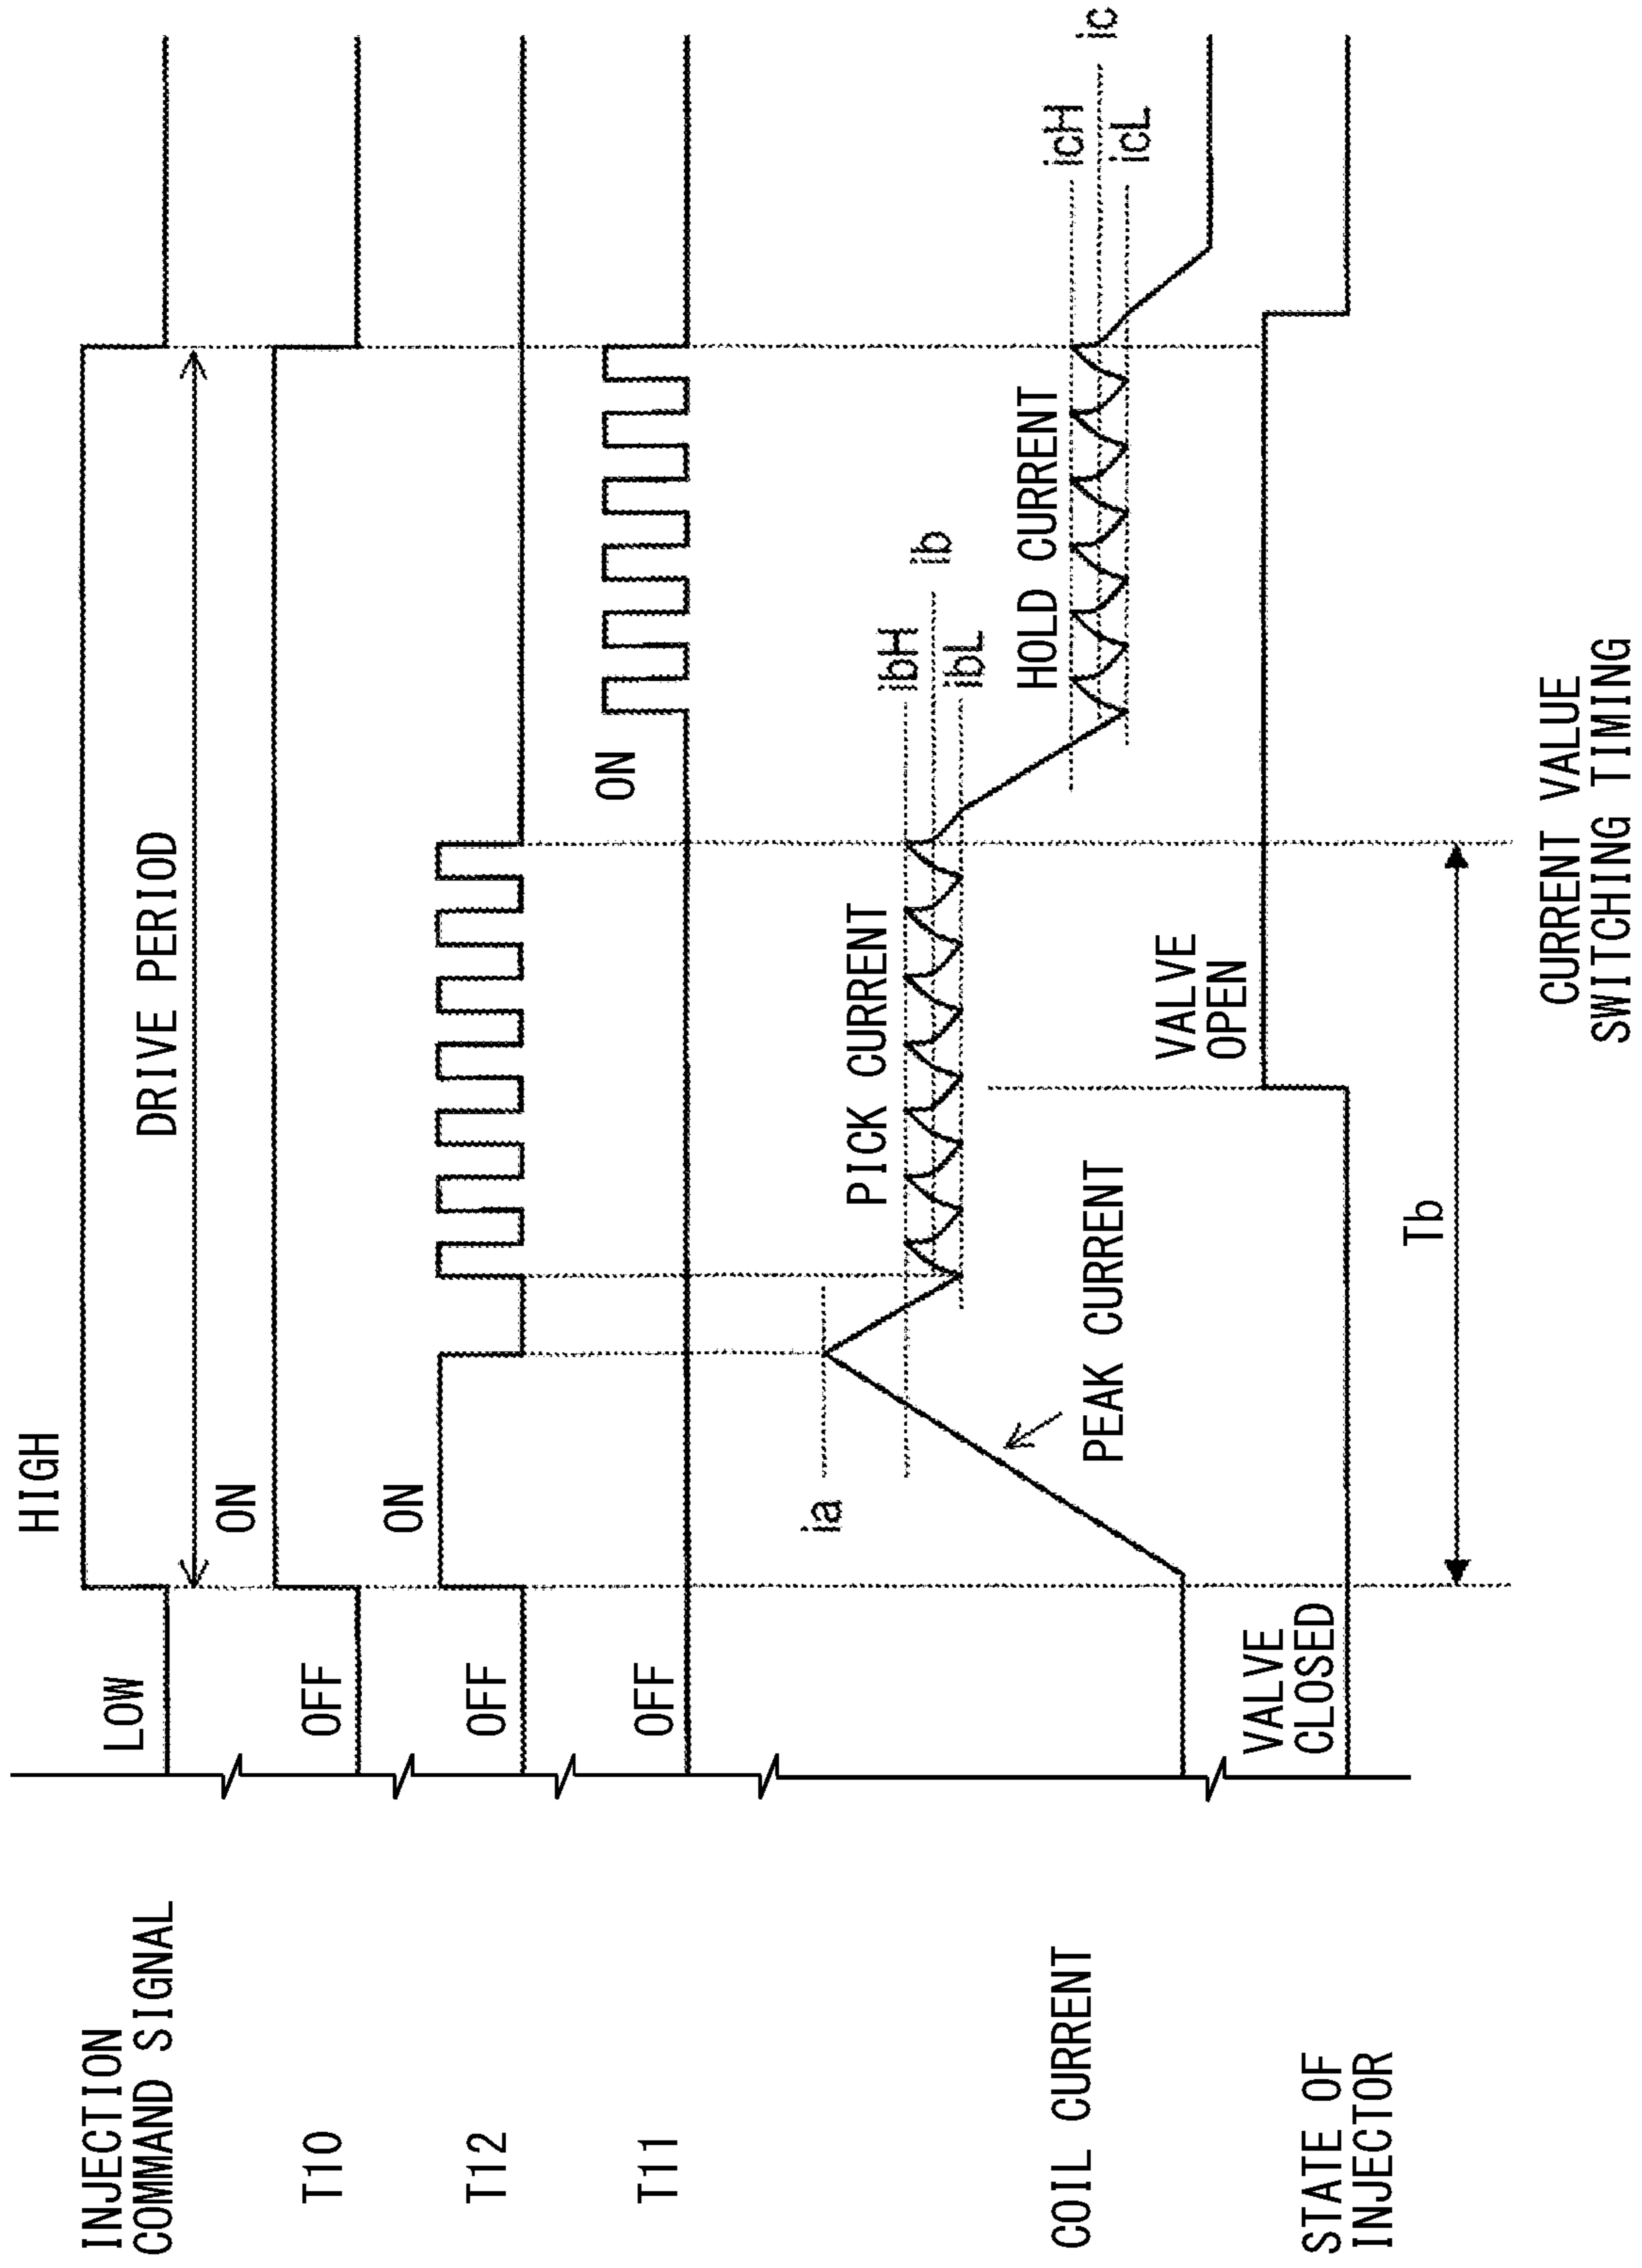 INJECTION
COMMAND SIGNAL
LOW
HIGH
DRIVE PERIOD
T10
OFF
ON
T12
OFF
ON
T11
OFF
ON
COIL CURRENT
ia
PEAK CURRENT
PICK CURRENT
ibH
ib
ibL
HOLD CURRENT
icH
ic
icL
STATE OF
INJECTOR
VALVE
CLOSED
VALVE
OPEN
Tb
CURRENT VALUE
SWITCHING TIMING